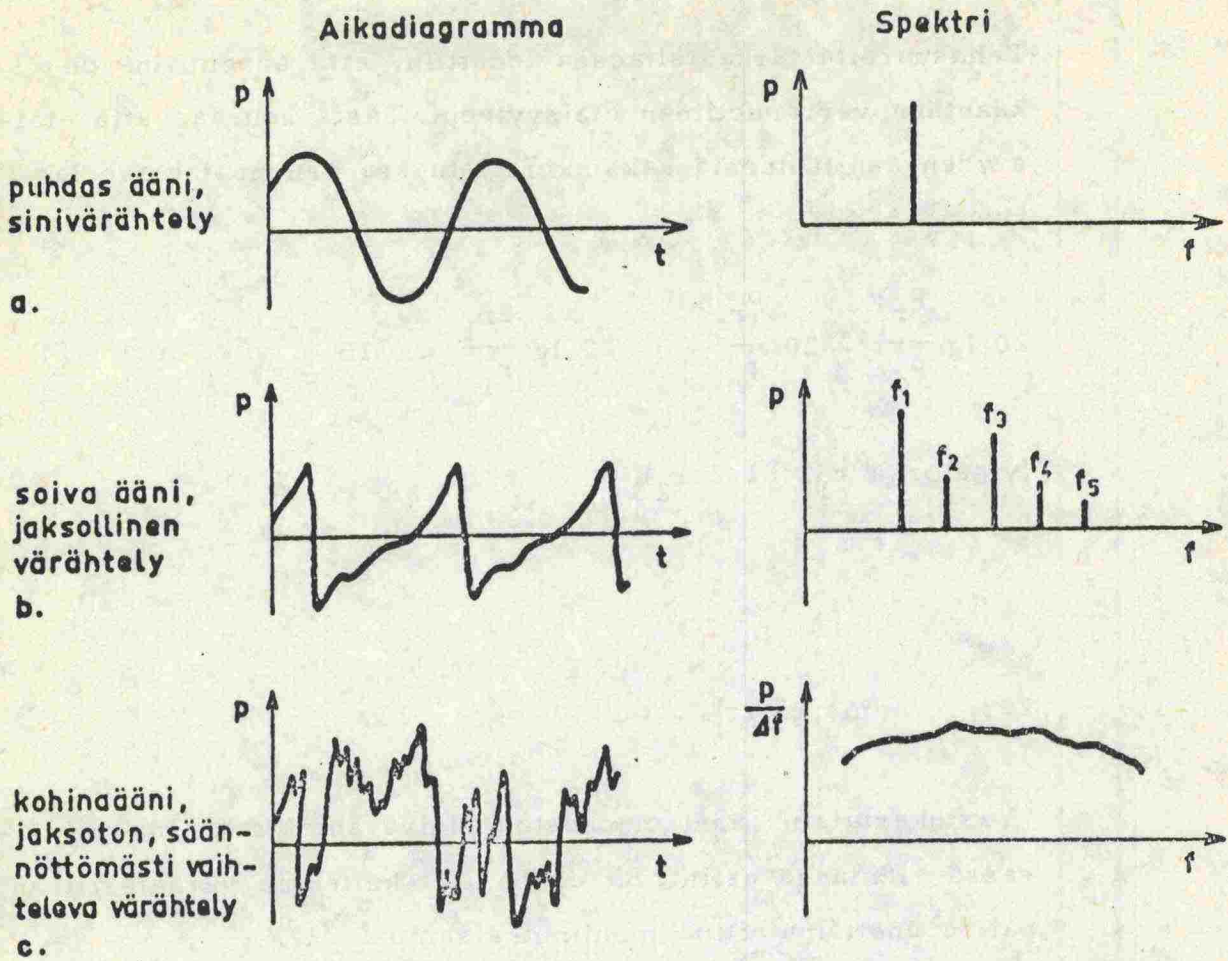 Aikadiagramma
Spektri
p
t
p
f
puhdas ääni,
sinivärähtely
a.
p
t
p
f₁
f₂
f₃
f₄
f₅
f
soiva ääni,
jaksollinen
värähtely
b.
p
t
p
Δf
f
kohinaääni,
jaksoton, sään-
nöttömästi vaih-
televa värähtely
c.